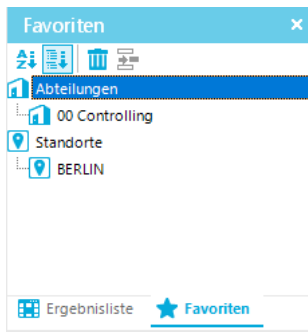 Favoriten
Abteilungen
00 Controlling
Standorte
BERLIN
Ergebnisliste Favoriten